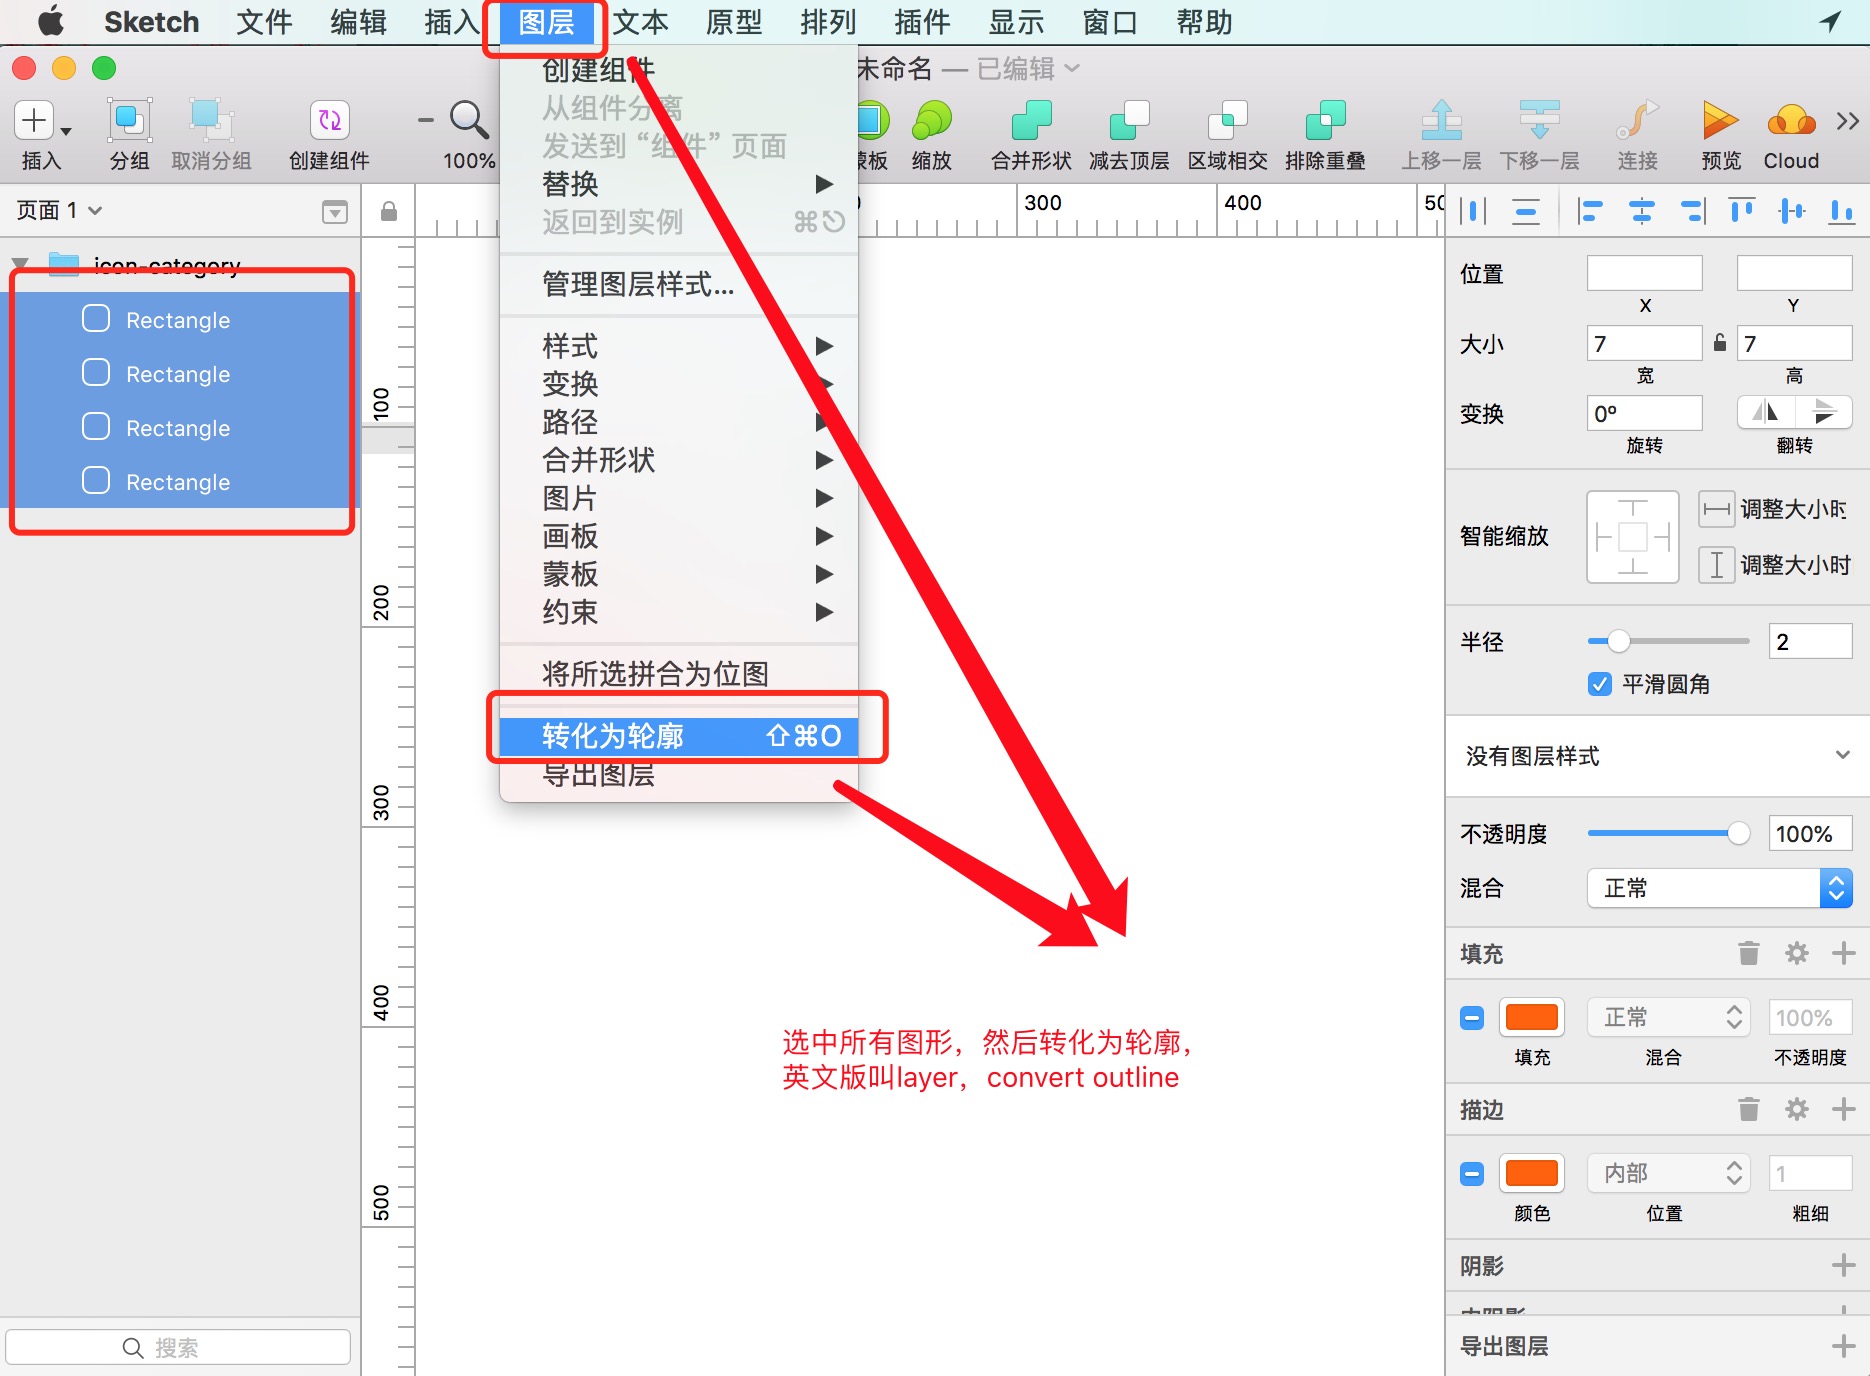 Sketch 文件 编辑 插入 图层 文本 原型 排列 插件 显示 窗口 帮助
未命名 — 已编辑
插入 分组 取消分组 创建组件 100% 缩放 合并形状 减去顶层 区域相交 排除重叠 上移一层 下移一层 连接 预览 Cloud
页面 1
icon-category
Rectangle
Rectangle
Rectangle
Rectangle
搜索
创建组件
从组件分离
发送到“组件”页面
替换
返回到实例
管理图层样式...
样式
变换
路径
合并形状
图片
画板
蒙板
约束
将所选拼合为位图
转化为轮廓 ⇧⌘O
导出图层
300 400
100
200
300
400
500
选中所有图形，然后转化为轮廓，
英文版叫layer，convert outline
位置
X Y
大小 7 7
宽 高
变换 0°
旋转 翻转
智能缩放
调整大小时
调整大小时
半径 2
平滑圆角
没有图层样式
不透明度 100%
混合 正常
填充
正常 100%
填充 混合 不透明度
描边
内部 1
颜色 位置 粗细
阴影
导出图层